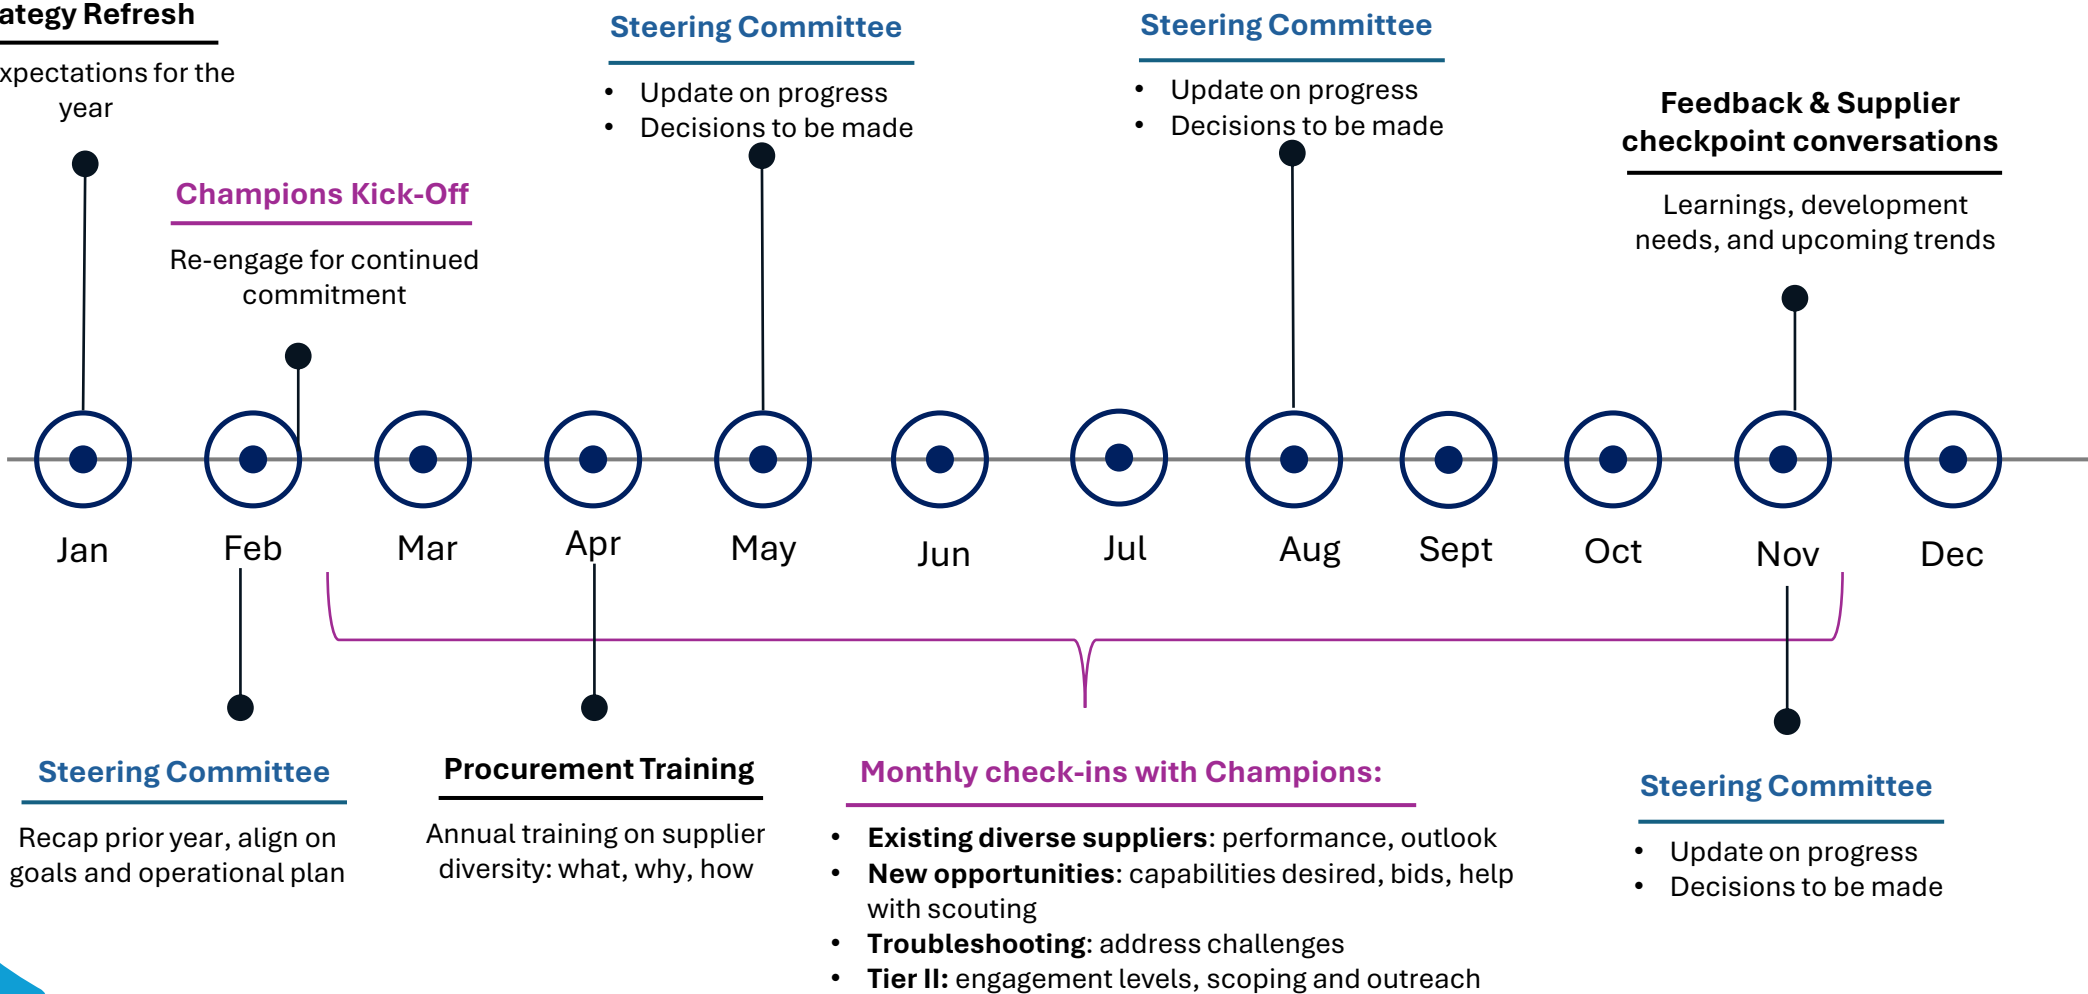 ategy Refresh
xpectations for the
year
Champions Kick-Off
Re-engage for continued
commitment
Steering Committee
• Update on progress
• Decisions to be made
Steering Committee
• Update on progress
• Decisions to be made
Feedback & Supplier
checkpoint conversations
Learnings, development
needs, and upcoming trends
Jan Feb Mar Apr May Jun Jul Aug Sept Oct Nov Dec
Steering Committee
Recap prior year, align on
goals and operational plan
Procurement Training
Annual training on supplier
diversity: what, why, how
Monthly check-ins with Champions:
• Existing diverse suppliers: performance, outlook
• New opportunities: capabilities desired, bids, help
with scouting
• Troubleshooting: address challenges
• Tier II: engagement levels, scoping and outreach
Steering Committee
• Update on progress
• Decisions to be made